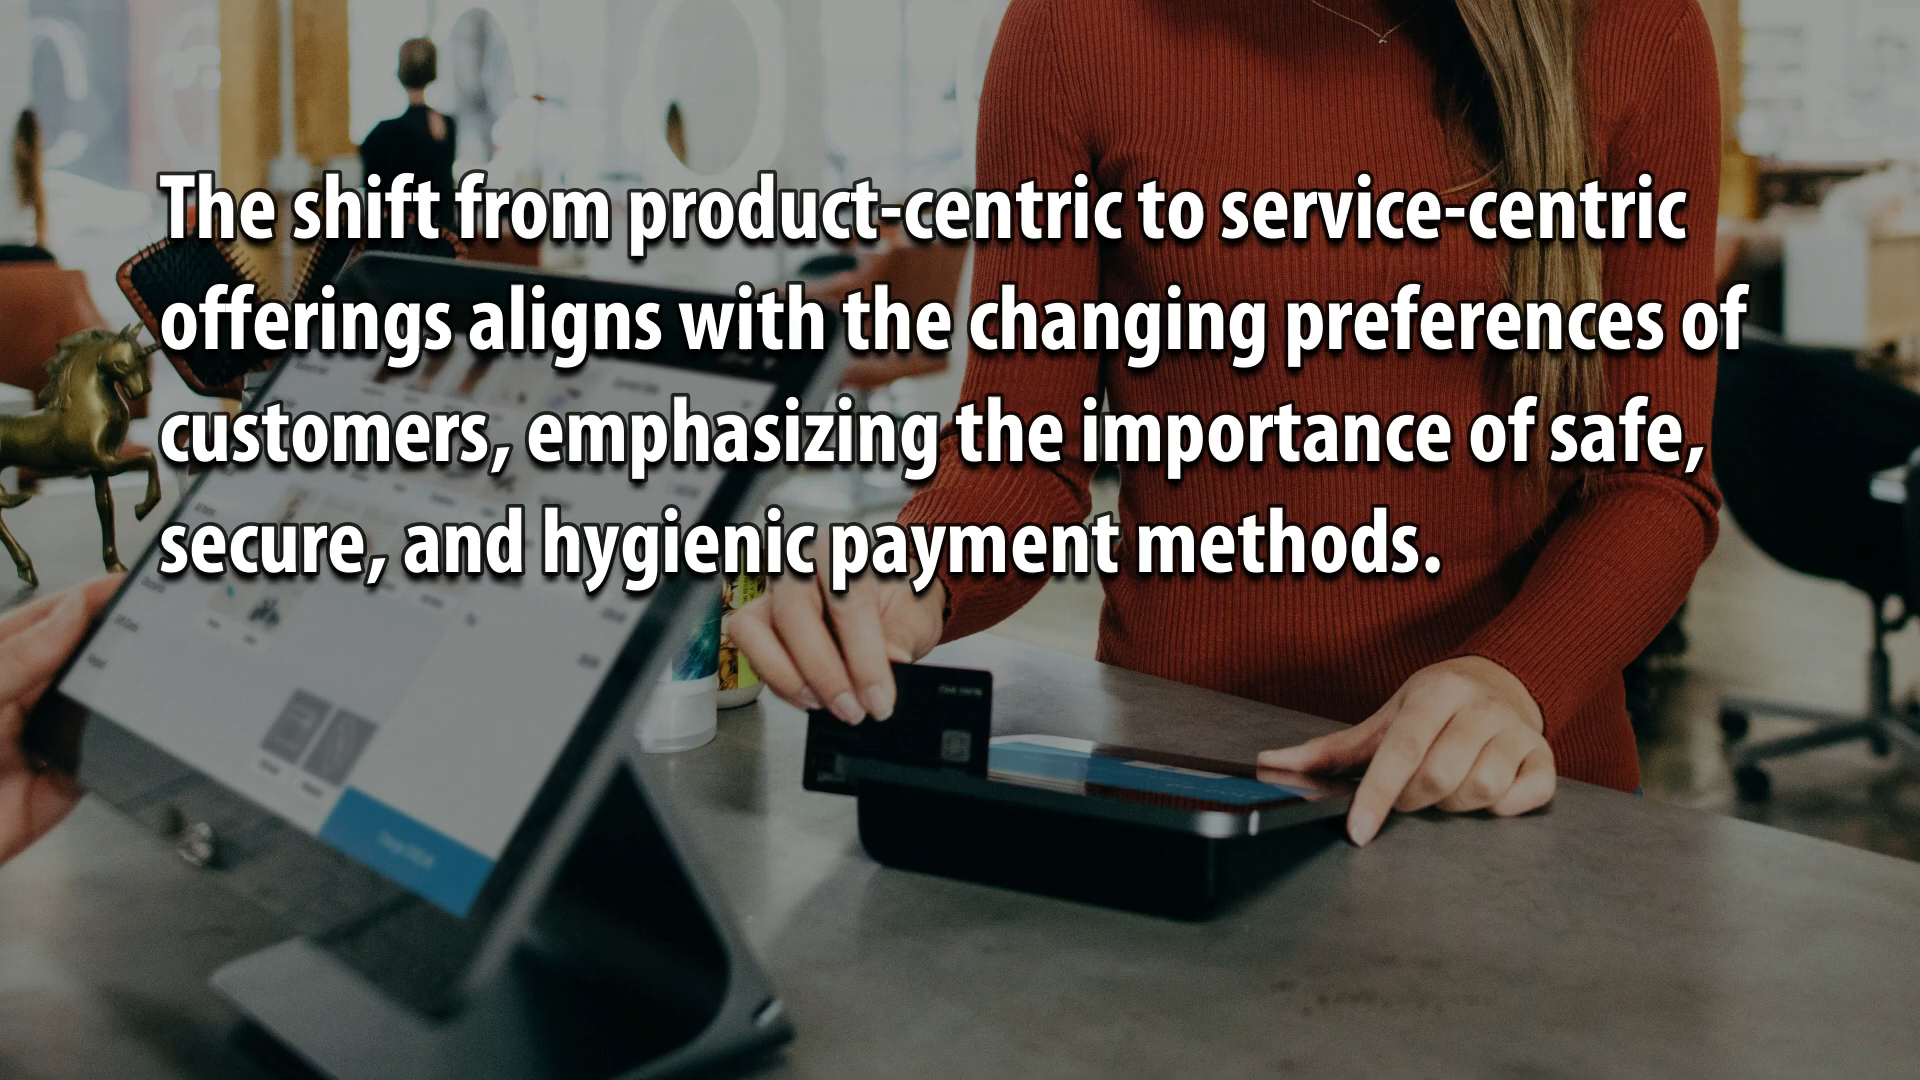 The shift from product-centric to service-centric
offerings aligns with the changing preferences of
customers, emphasizing the importance of safe,
secure, and hygienic payment methods.